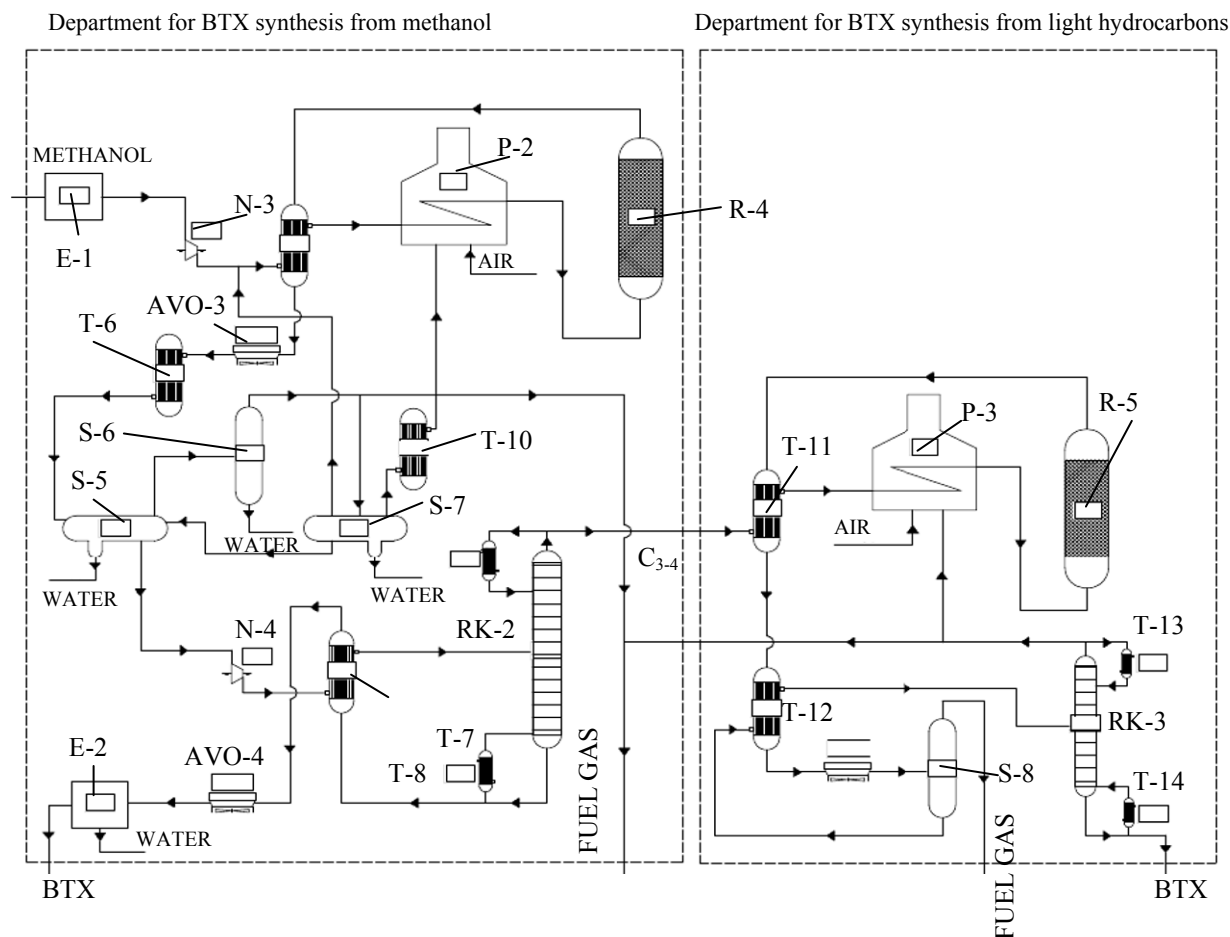 Department for BTX synthesis from methanol
Department for BTX synthesis from light hydrocarbons
METHANOL
E-1
N-3
P-2
R-4
AIR
AVO-3
T-6
S-6
S-5
T-10
S-7
WATER
WATER
WATER
C3-4
RK-2
N-4
T-7
T-8
E-2
AVO-4
WATER
BTX
FUEL GAS
T-11
P-3
R-5
AIR
T-13
T-12
RK-3
S-8
T-14
FUEL GAS
BTX